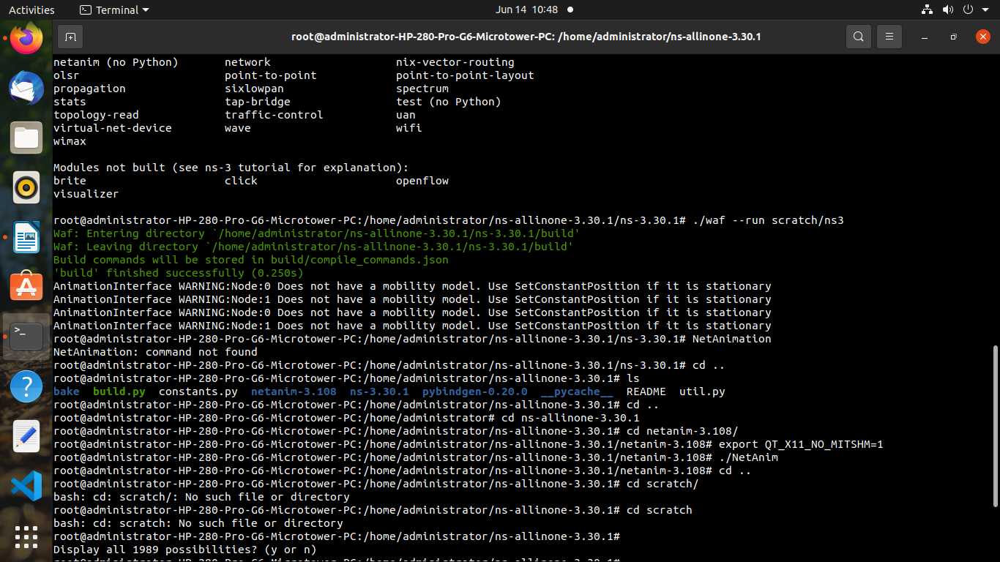 Activities
Terminal
Jun 14 10:48
root@administrator-HP-280-Pro-G6-Microtower-PC: /home/administrator/ns-allinone-3.30.1
netanim (no Python) network nix-vector-routing
olsr point-to-point point-to-point-layout
propagation sixlowpan spectrum
stats tap-bridge test (no Python)
topology-read traffic-control uan
virtual-net-device wave wifi
wimax
Modules not built (see ns-3 tutorial for explanation):
brite click openflow
visualizer
root@administrator-HP-280-Pro-G6-Microtower-PC:/home/administrator/ns-allinone-3.30.1/ns-3.30.1# ./waf --run scratch/ns3
Waf: Entering directory `/home/administrator/ns-allinone-3.30.1/ns-3.30.1/build'
Waf: Leaving directory `/home/administrator/ns-allinone-3.30.1/ns-3.30.1/build'
Build commands will be stored in build/compile_commands.json
'build' finished successfully (0.250s)
AnimationInterface WARNING:Node:0 Does not have a mobility model. Use SetConstantPosition if it is stationary
AnimationInterface WARNING:Node:1 Does not have a mobility model. Use SetConstantPosition if it is stationary
AnimationInterface WARNING:Node:0 Does not have a mobility model. Use SetConstantPosition if it is stationary
AnimationInterface WARNING:Node:1 Does not have a mobility model. Use SetConstantPosition if it is stationary
root@administrator-HP-280-Pro-G6-Microtower-PC:/home/administrator/ns-allinone-3.30.1/ns-3.30.1# NetAnimation
NetAnimation: command not found
root@administrator-HP-280-Pro-G6-Microtower-PC:/home/administrator/ns-allinone-3.30.1/ns-3.30.1# cd ..
root@administrator-HP-280-Pro-G6-Microtower-PC:/home/administrator/ns-allinone-3.30.1# ls
bake build.py constants.py netanim-3.108 ns-3.30.1 pybindgen-0.20.0 __pycache__ README util.py
root@administrator-HP-280-Pro-G6-Microtower-PC:/home/administrator/ns-allinone-3.30.1# cd ..
root@administrator-HP-280-Pro-G6-Microtower-PC:/home/administrator# cd ns-allinone-3.30.1
root@administrator-HP-280-Pro-G6-Microtower-PC:/home/administrator/ns-allinone-3.30.1# cd netanim-3.108/
root@administrator-HP-280-Pro-G6-Microtower-PC:/home/administrator/ns-allinone-3.30.1/netanim-3.108# export QT_X11_NO_MITSHM=1
root@administrator-HP-280-Pro-G6-Microtower-PC:/home/administrator/ns-allinone-3.30.1/netanim-3.108# ./NetAnim
root@administrator-HP-280-Pro-G6-Microtower-PC:/home/administrator/ns-allinone-3.30.1/netanim-3.108# cd ..
root@administrator-HP-280-Pro-G6-Microtower-PC:/home/administrator/ns-allinone-3.30.1# cd scratch/
bash: cd: scratch/: No such file or directory
root@administrator-HP-280-Pro-G6-Microtower-PC:/home/administrator/ns-allinone-3.30.1# cd scratch
bash: cd: scratch: No such file or directory
root@administrator-HP-280-Pro-G6-Microtower-PC:/home/administrator/ns-allinone-3.30.1#
Display all 1989 possibilities? (y or n)
root@administrator-HP-280-Pro-G6-Microtower-PC:/home/administrator/ns-allinone-3.30.1#